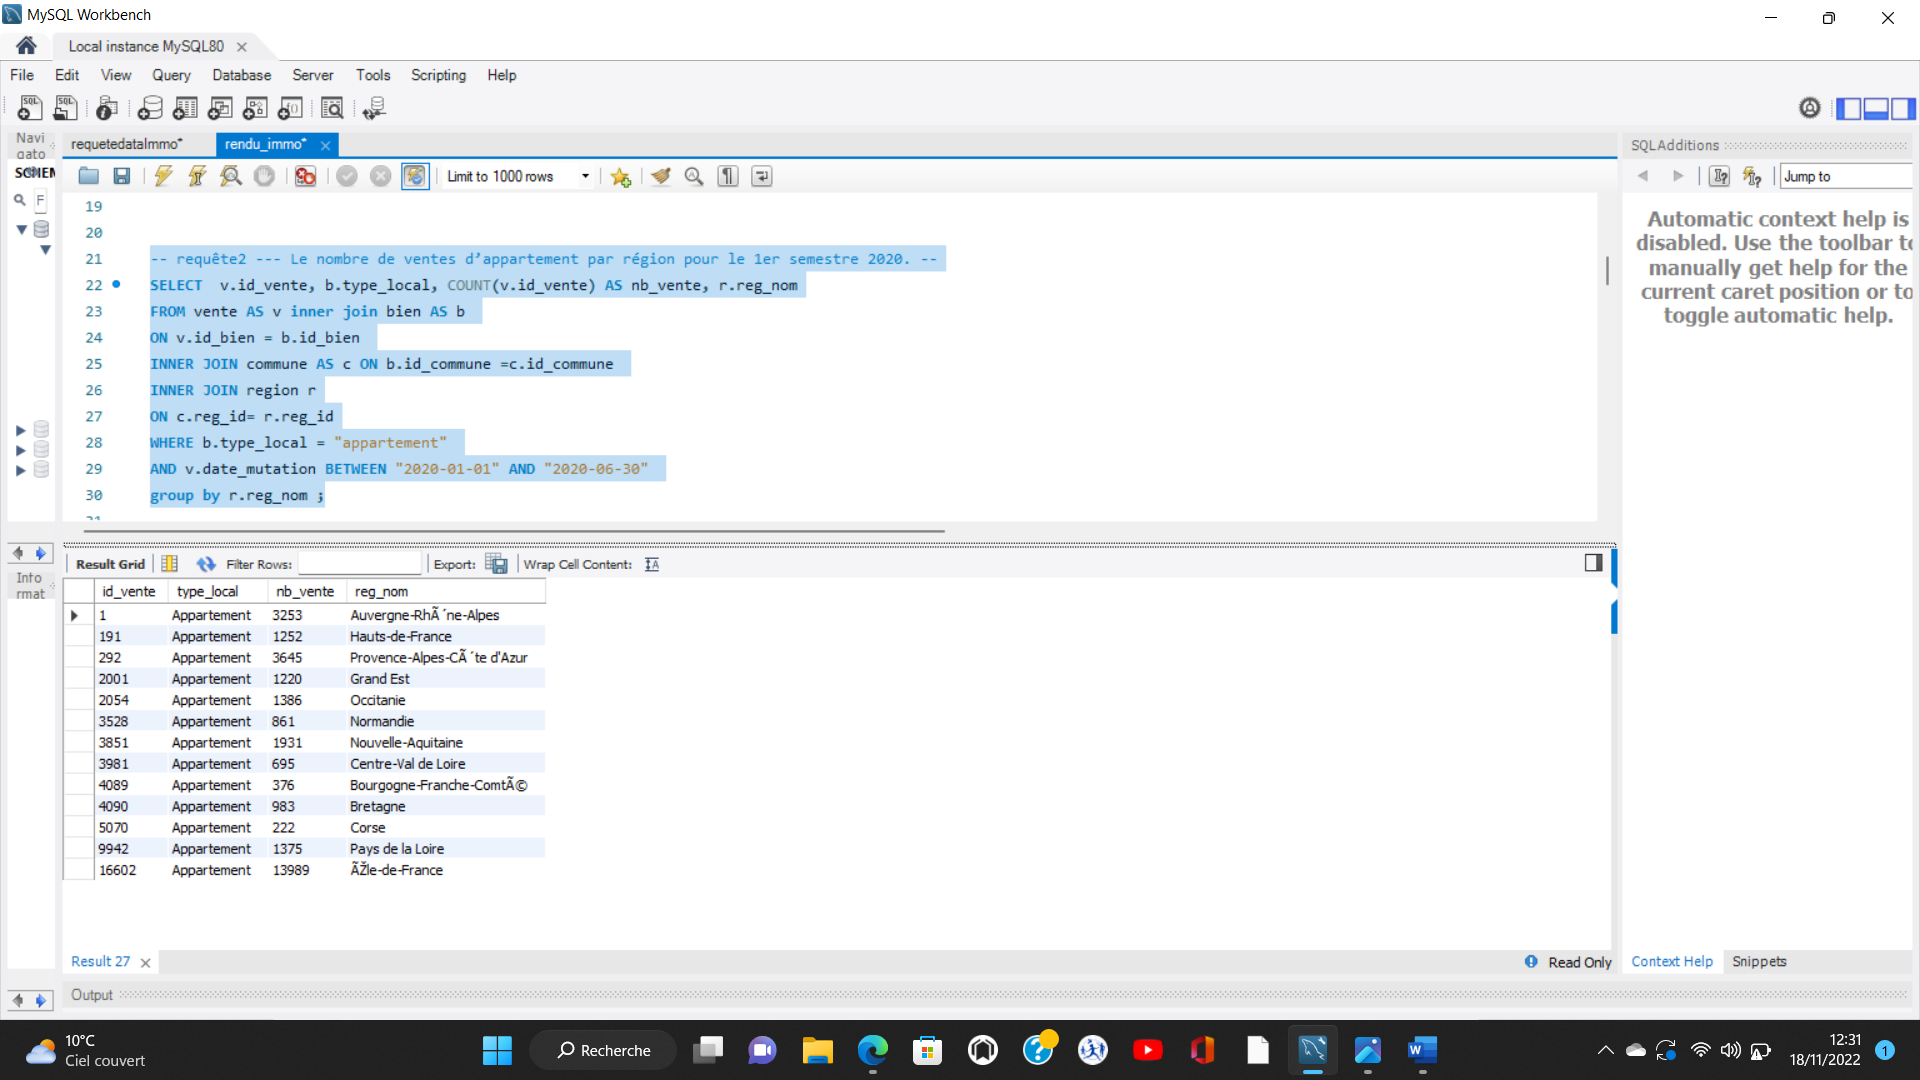 MySQL Workbench
Local instance MySQL80
File Edit View Query Database Server Tools Scripting Help
Navi
gato
requetedataImmo*
rendu_immo*
SQLAdditions
Limit to 1000 rows
Jump to
F
19
20
21 -- requête2 --- Le nombre de ventes d’appartement par région pour le 1er semestre 2020. --
22 SELECT v.id_vente, b.type_local, COUNT(v.id_vente) AS nb_vente, r.reg_nom
23 FROM vente AS v inner join bien AS b
24 ON v.id_bien = b.id_bien
25 INNER JOIN commune AS c ON b.id_commune =c.id_commune
26 INNER JOIN region r
27 ON c.reg_id= r.reg_id
28 WHERE b.type_local = "appartement"
29 AND v.date_mutation BETWEEN "2020-01-01" AND "2020-06-30"
30 group by r.reg_nom ;
Automatic context help is
disabled. Use the toolbar to
manually get help for the
current caret position or to
toggle automatic help.
Info
rmat
Result Grid Filter Rows: Export: Wrap Cell Content:
id_vente type_local nb_vente reg_nom
1 Appartement 3253 Auvergne-RhÃ´ne-Alpes
191 Appartement 1252 Hauts-de-France
292 Appartement 3645 Provence-Alpes-CÃ´te d'Azur
2001 Appartement 1220 Grand Est
2054 Appartement 1386 Occitanie
3528 Appartement 861 Normandie
3851 Appartement 1931 Nouvelle-Aquitaine
3981 Appartement 695 Centre-Val de Loire
4089 Appartement 376 Bourgogne-Franche-ComtÃ©
4090 Appartement 983 Bretagne
5070 Appartement 222 Corse
9942 Appartement 1375 Pays de la Loire
16602 Appartement 13989 ÃŽle-de-France
Result 27
Read Only
Context Help Snippets
Output
10°C
Ciel couvert
Recherche
12:31
18/11/2022
1